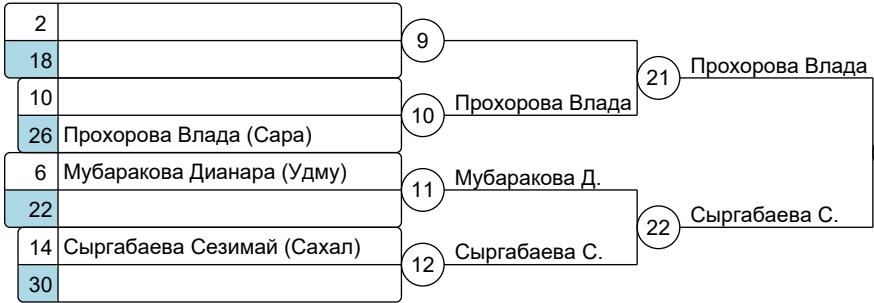 2
18
9
10
26 Прохорова Влада (Сара)
10 Прохорова Влада
21 Прохорова Влада
6 Мубаракова Дианара (Удму)
22
11 Мубаракова Д.
14 Сыргабаева Сезимай (Сахал)
30
12 Сыргабаева С.
22 Сыргабаева С.